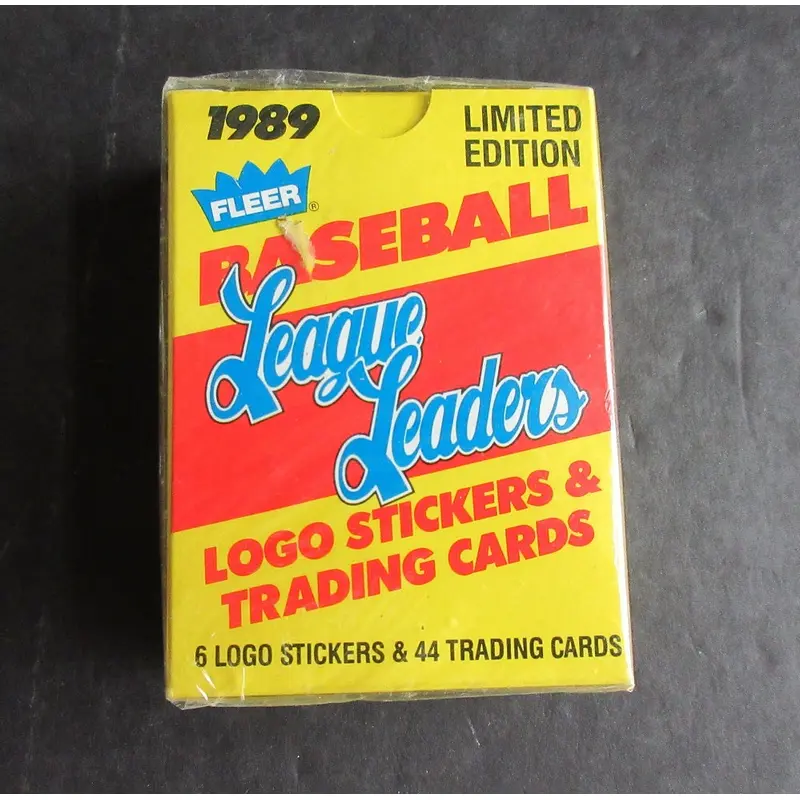 1989
LIMITED
EDITION
FLEER®
BASEBALL
League
Leaders
LOGO STICKERS &
TRADING CARDS
6 LOGO STICKERS & 44 TRADING CARDS